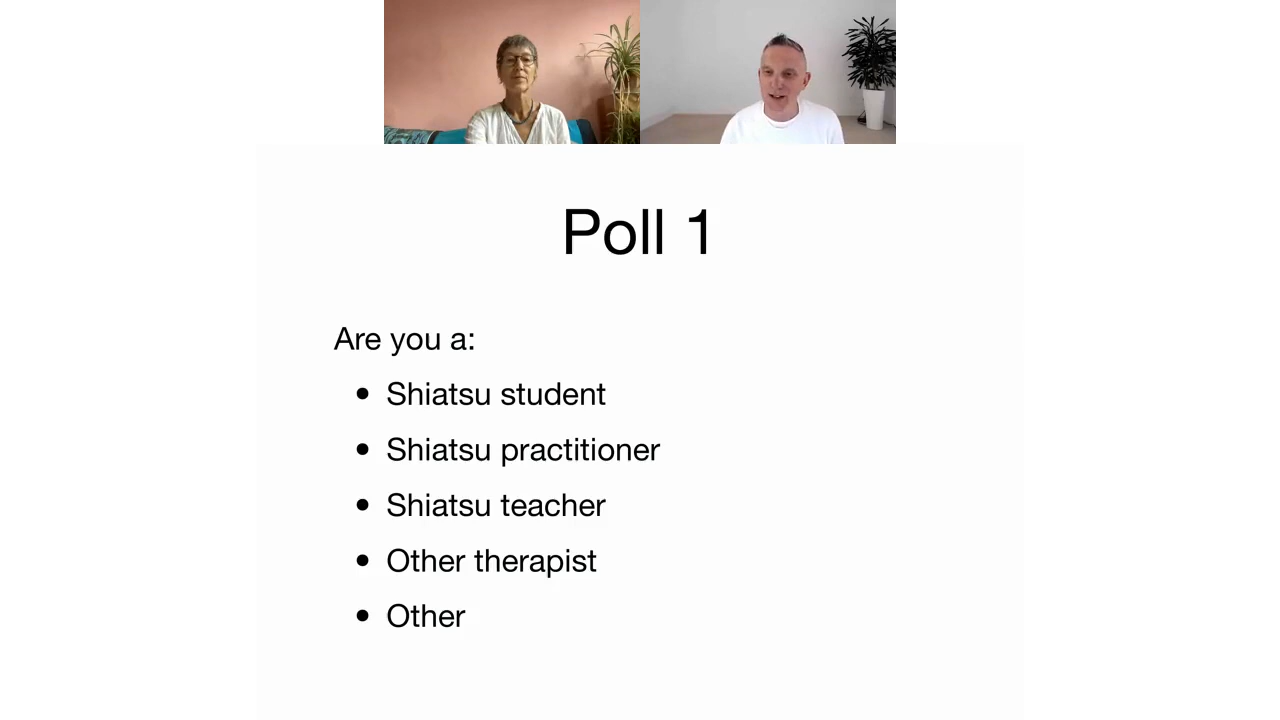 Poll 1
Are you a:
• Shiatsu student
• Shiatsu practitioner
• Shiatsu teacher
• Other therapist
• Other